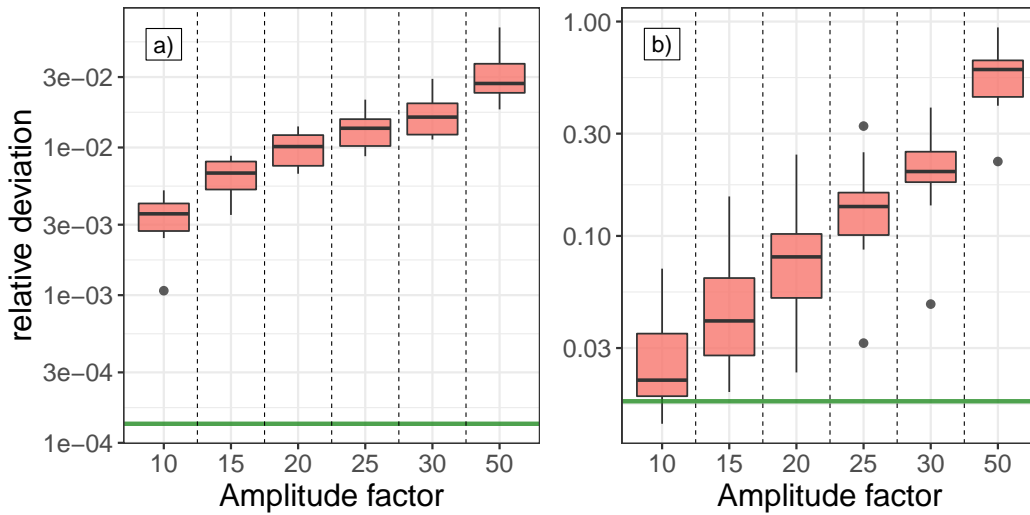 a)
relative deviation
3e−02
1e−02
3e−03
1e−03
3e−04
1e−04
10 15 20 25 30 50
Amplitude factor
b)
1.00
0.30
0.10
0.03
10 15 20 25 30 50
Amplitude factor